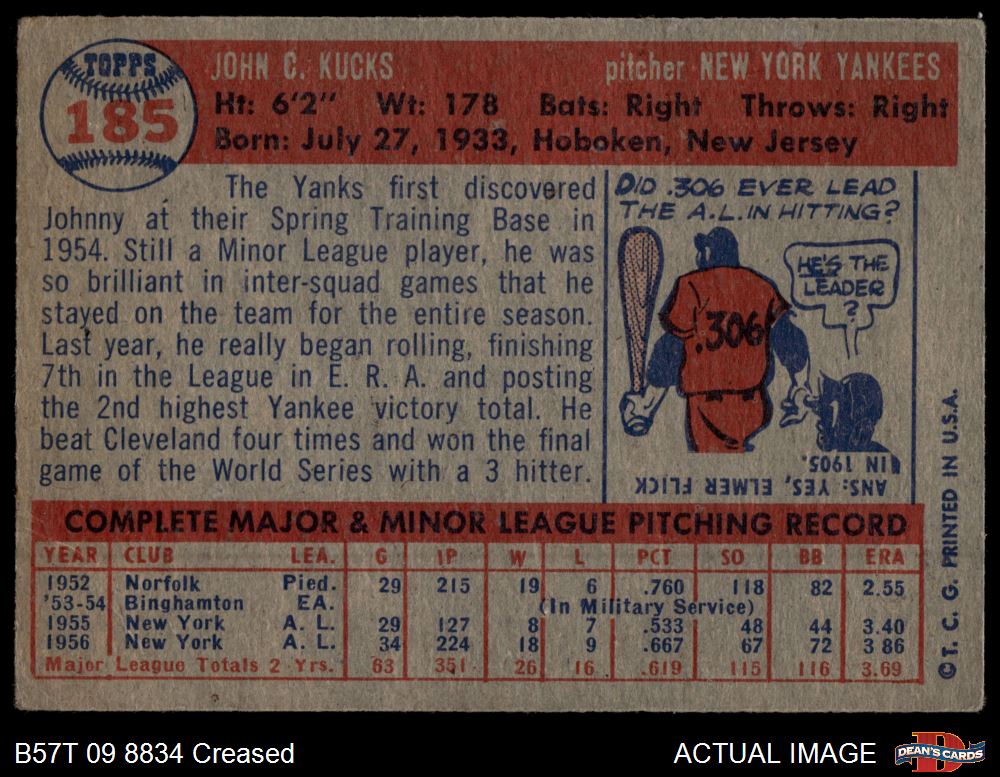 TOPPS
185
JOHN C. KUCKS pitcher NEW YORK YANKEES
Ht: 6'2" Wt: 178 Bats: Right Throws: Right
Born: July 27, 1933, Hoboken, New Jersey
The Yanks first discovered
Johnny at their Spring Training Base in
1954. Still a Minor League player, he was
so brilliant in inter-squad games that he
stayed on the team for the entire season.
Last year, he really began rolling, finishing
7th in the League in E. R. A. and posting
the 2nd highest Yankee victory total. He
beat Cleveland four times and won the final
game of the World Series with a 3 hitter.
DID .306 EVER LEAD
THE A.L. IN HITTING?
HE'S THE
LEADER
?
.306
ANS: YES, ELMER FLICK
IN 1905.
COMPLETE MAJOR & MINOR LEAGUE PITCHING RECORD
YEAR CLUB LEA. G IP W L PCT SO BB ERA
1952 Norfolk Pied. 29 215 19 6 .760 118 82 2.55
'53-54 Binghamton EA. (In Military Service)
1955 New York A. L. 29 127 8 7 .533 48 44 3.40
1956 New York A. L. 34 224 18 9 .667 67 72 3 86
Major League Totals 2 Yrs. 63 351 26 16 .619 115 116 3.69
©T. C. G. PRINTED IN U.S.A.
B57T 09 8834 Creased
ACTUAL IMAGE
D
DEAN'S CARDS